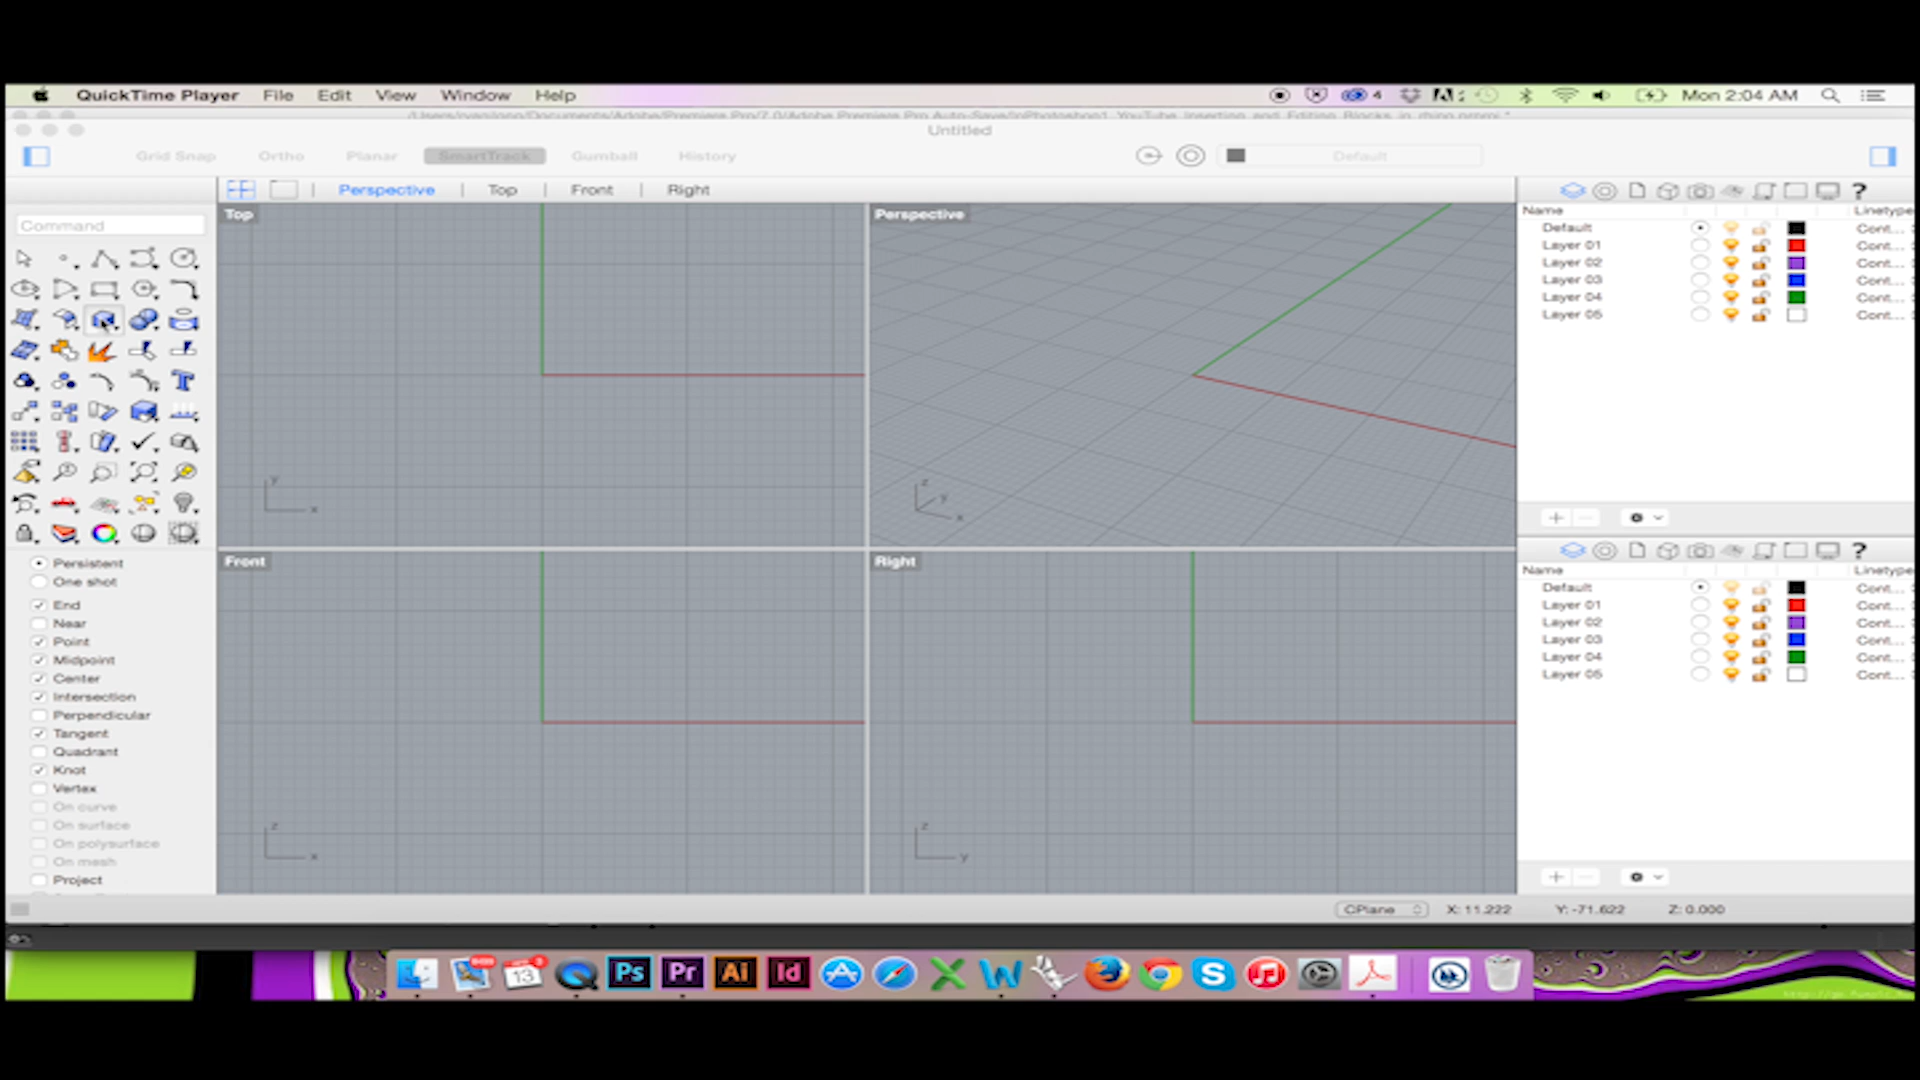 QuickTime Player File Edit View Window Help 4 Mon 2:04 AM
Untitled
Grid Snap Ortho Planar SmartTrack Gumball History Default
Perspective | Top | Front | Right
Command
Top
Perspective
y
x
z
y
x
Front
Right
z
x
z
y
Persistent
One shot
End
Near
Point
Midpoint
Center
Intersection
Perpendicular
Tangent
Quadrant
Knot
Vertex
On curve
On surface
On polysurface
On mesh
Project
Name Linetype
Default Cont...
Layer 01 Cont...
Layer 02 Cont...
Layer 03 Cont...
Layer 04 Cont...
Layer 05 Cont...
Name Linetype
Default Cont...
Layer 01 Cont...
Layer 02 Cont...
Layer 03 Cont...
Layer 04 Cont...
Layer 05 Cont...
CPlane X: 11.222 Y: -71.622 Z: 0.000
13 Ps Pr Ai Id